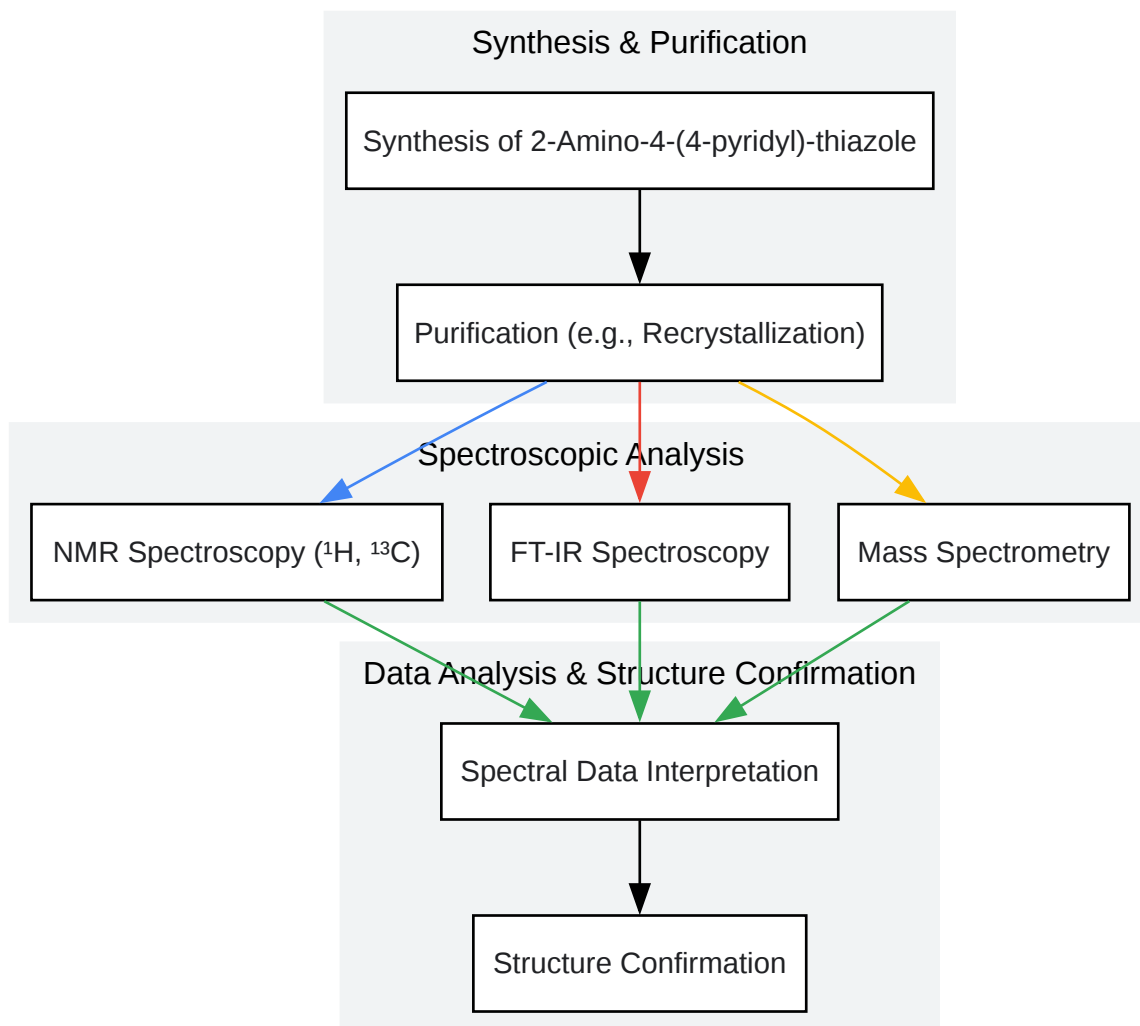 Synthesis & Purification
Synthesis of 2-Amino-4-(4-pyridyl)-thiazole
Purification (e.g., Recrystallization)
Spectroscopic Analysis
NMR Spectroscopy (¹H, ¹³C)
FT-IR Spectroscopy
Mass Spectrometry
Data Analysis & Structure Confirmation
Spectral Data Interpretation
Structure Confirmation